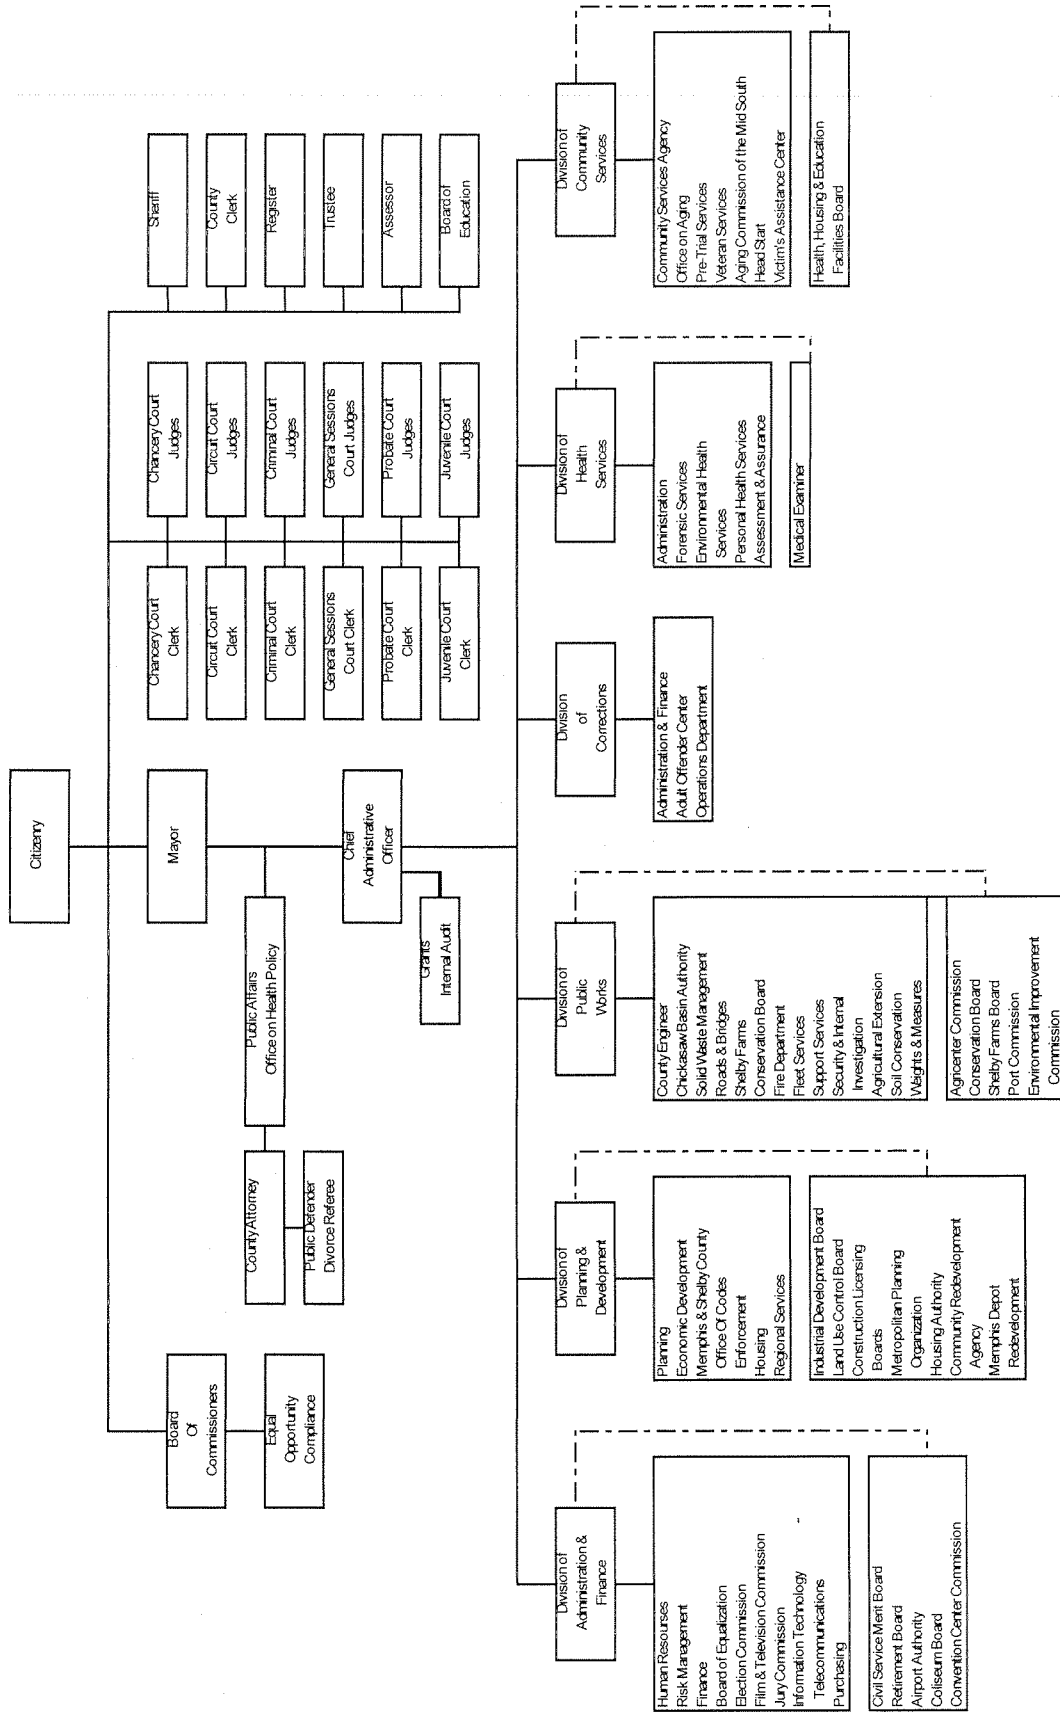 Citizenry
Board
Of
Commissioners
Equal
Opportunity
Compliance
Mayor
Public Affairs
Office on Health Policy
County Attorney
Public Defender
Divorce Referee
Chief
Administrative
Officer
Grants
Internal Audit
Chancery Court
Clerk
Circuit Court
Clerk
Criminal Court
Clerk
General Sessions
Court Clerk
Probate Court
Clerk
Juvenile Court
Clerk
Chancery Court
Judges
Circuit Court
Judges
Criminal Court
Judges
General Sessions
Court Judges
Probate Court
Judges
Juvenile Court
Judges
Sheriff
County
Clerk
Register
Trustee
Assessor
Board of
Education
Division of
Administration &
Finance
Human Resourses
Risk Management
Finance
Board of Equalization
Election Commission
Film & Television Commission
Jury Commission
Information Technology
Telecommunications
Purchasing
Civil Service Merit Board
Retirement Board
Airport Authority
Coliseum Board
Convention Center Commission
Division of
Planning &
Development
Planning
Economic Development
Memphis & Shelby County
Office Of Codes
Enforcement
Housing
Regional Services
Industrial Development Board
Land Use Control Board
Construction Licensing
Boards
Metropolitan Planning
Organization
Housing Authority
Community Redevelopment
Agency
Memphis Depot
Redevelopment
Division of
Public
Works
County Engineer
Chickasaw Basin Authority
Solid Waste Management
Roads & Bridges
Shelby Farms
Conservation Board
Fire Department
Fleet Services
Support Services
Security & Internal
Investigation
Agricultural Extension
Soil Conservation
Weights & Measures
Agricenter Commission
Conservation Board
Shelby Farms Board
Port Commission
Environmental Improvement
Commission
Division
of
Corrections
Administration & Finance
Adult Offender Center
Operations Department
Division of
Health
Services
Administration
Forensic Services
Environmental Health
Services
Personal Health Services
Assessment & Assurance
Medical Examiner
Division of
Community
Services
Community Services Agency
Office on Aging
Pre-Trial Services
Veteran Services
Aging Commission of the Mid South
Head Start
Victim's Assistance Center
Health, Housing & Education
Facilities Board